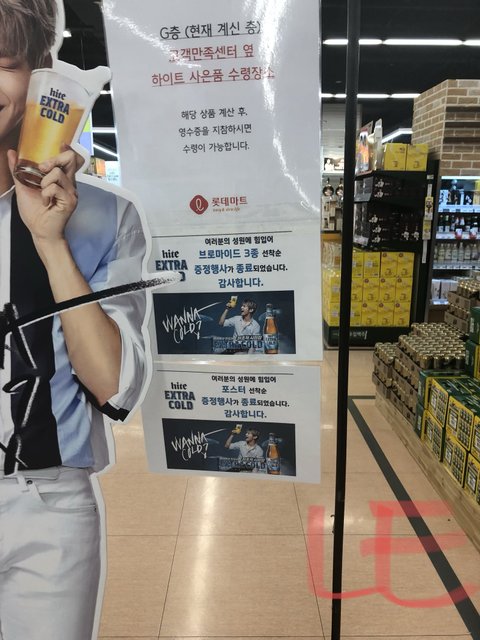 G층 (현재 계신 층)
고객만족센터 옆
하이트 사은품 수령장소
해당 상품 계산 후,
영수증을 지참하시면
수령이 가능합니다.
롯데마트
hite
EXTRA
COLD
여러분의 성원에 힘입어
브로마이드 3종 선착순
증정행사가 종료되었습니다.
감사합니다.
hite
EXTRA
WANNA
COLD?
여러분의 성원에 힘입어
포스터 선착순
증정행사가 종료되었습니다.
감사합니다.
hite
EXTRA
COLD
WANNA
COLD?
UE